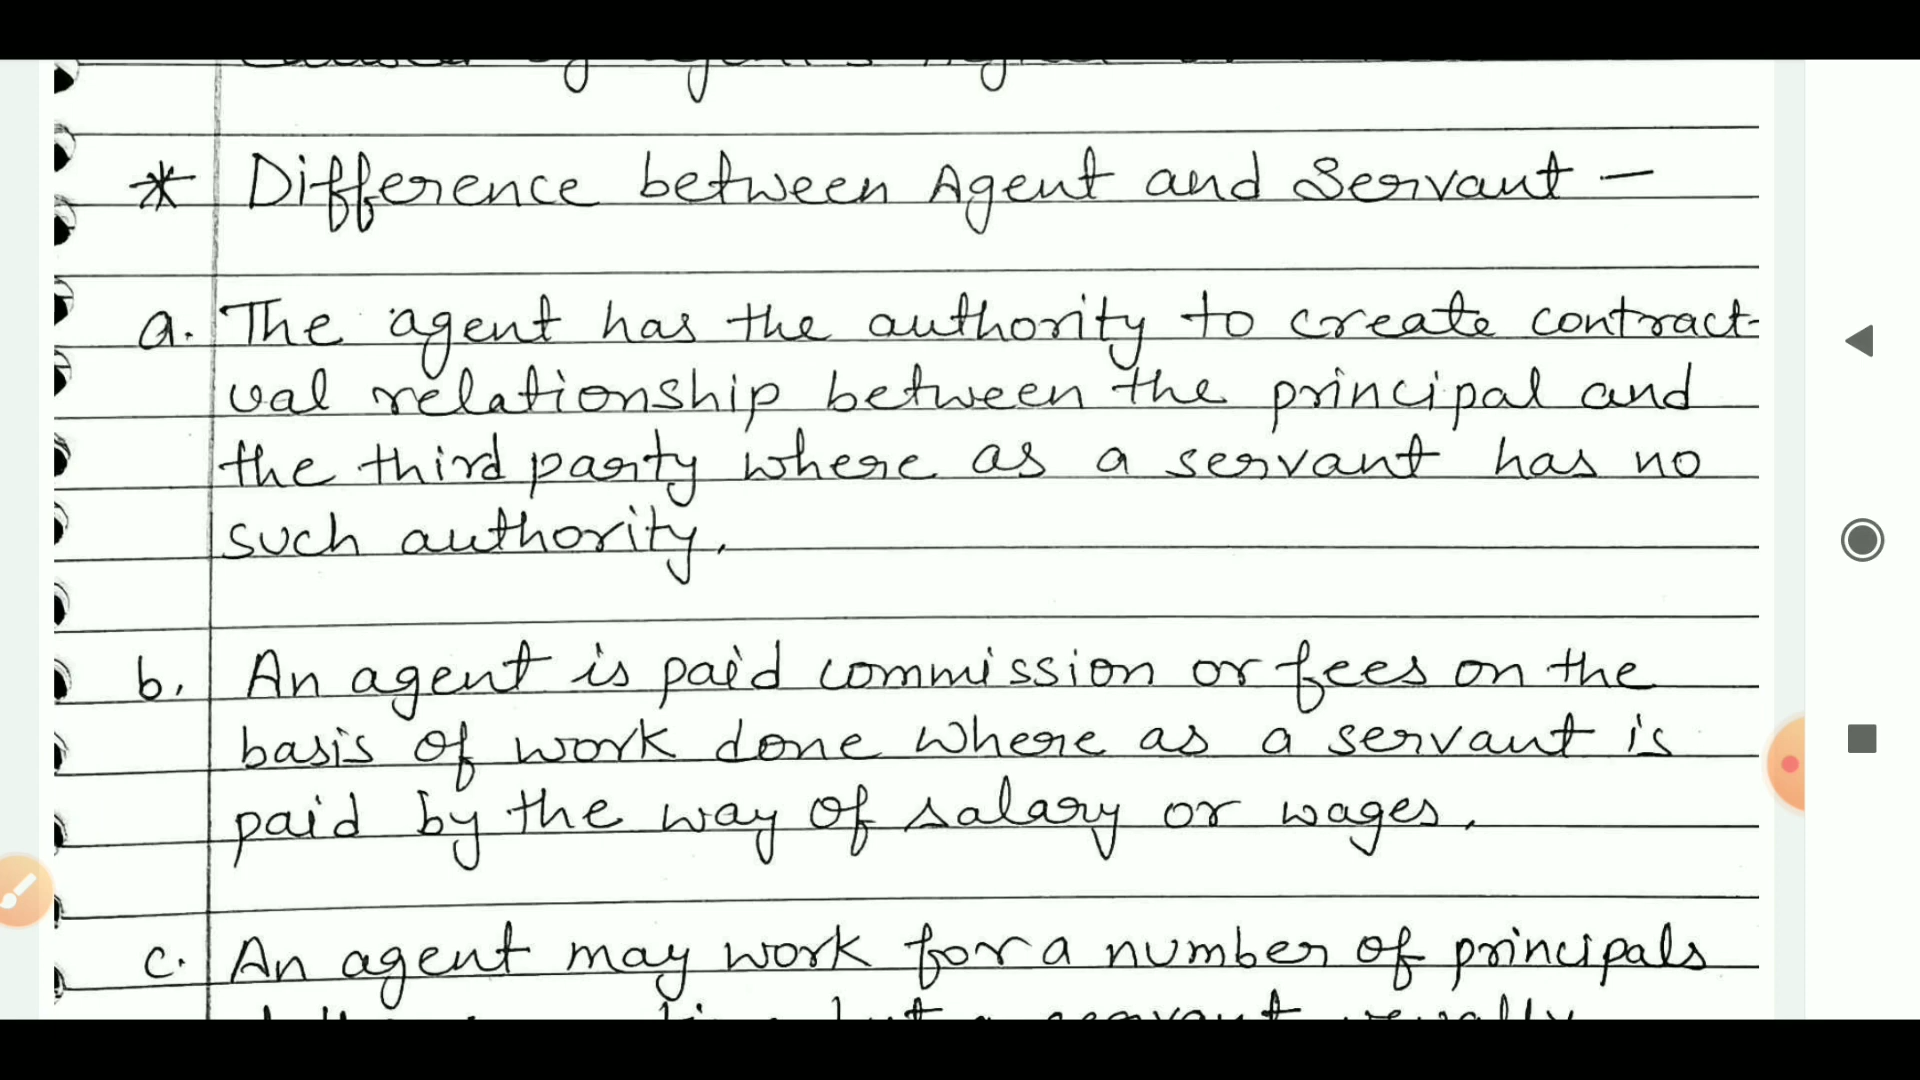 * Difference between Agent and Servant -
a. The agent has the authority to create contract-
ual relationship between the principal and
the third party where as a servant has no
such authority.
b. An agent is paid commission or fees on the
basis of work done where as a servant is
paid by the way of salary or wages.
c. An agent may work for a number of principals